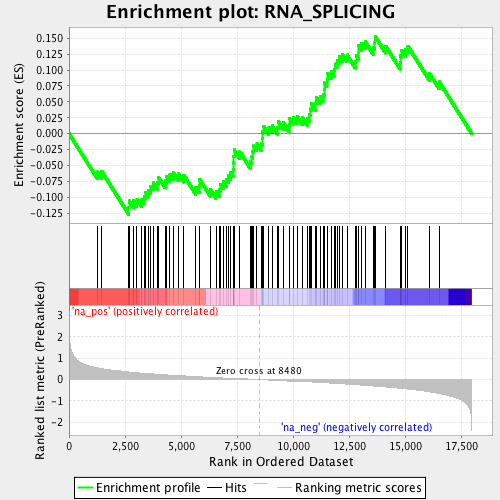 Enrichment plot: RNA_SPLICING
Enrichment score (ES)
0.150
0.125
0.100
0.075
0.050
0.025
0.000
-0.025
-0.050
-0.075
-0.100
-0.125
'na_pos' (positively correlated)
Ranked list metric (PreRanked)
3
2
1
0
-1
-2
Zero cross at 8480
'na_neg' (negatively correlated)
0
2,500
5,000
7,500
10,000
12,500
15,000
17,500
Rank in Ordered Dataset
Enrichment profile
Hits
Ranking metric scores